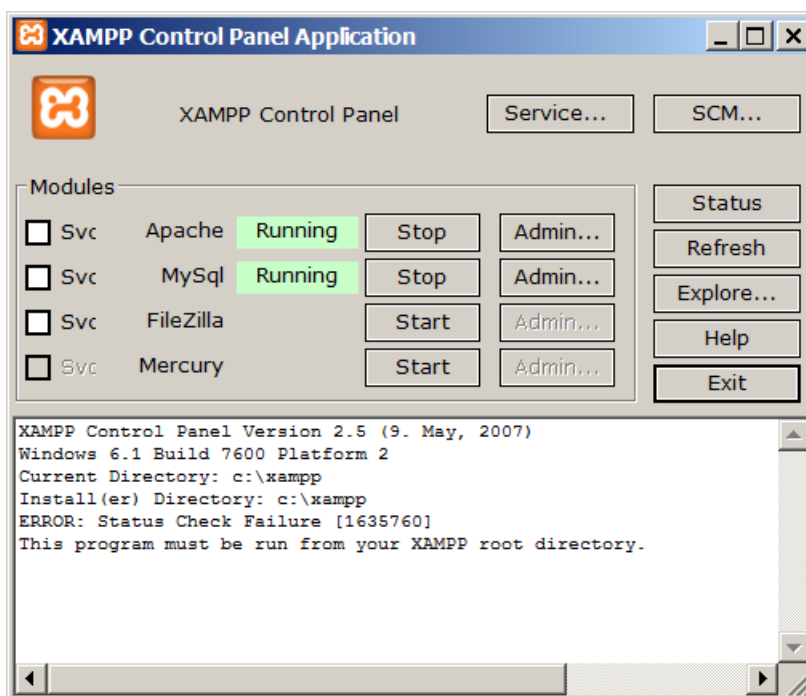 XAMPP Control Panel Application
XAMPP Control Panel Service... SCM...
Modules
Svc Apache Running Stop Admin...
Svc MySql Running Stop Admin...
Svc FileZilla Start Admin...
Svc Mercury Start Admin...
Status
Refresh
Explore...
Help
Exit
XAMPP Control Panel Version 2.5 (9. May, 2007)
Windows 6.1 Build 7600 Platform 2
Current Directory: c:\xampp
Install(er) Directory: c:\xampp
ERROR: Status Check Failure [1635760]
This program must be run from your XAMPP root directory.